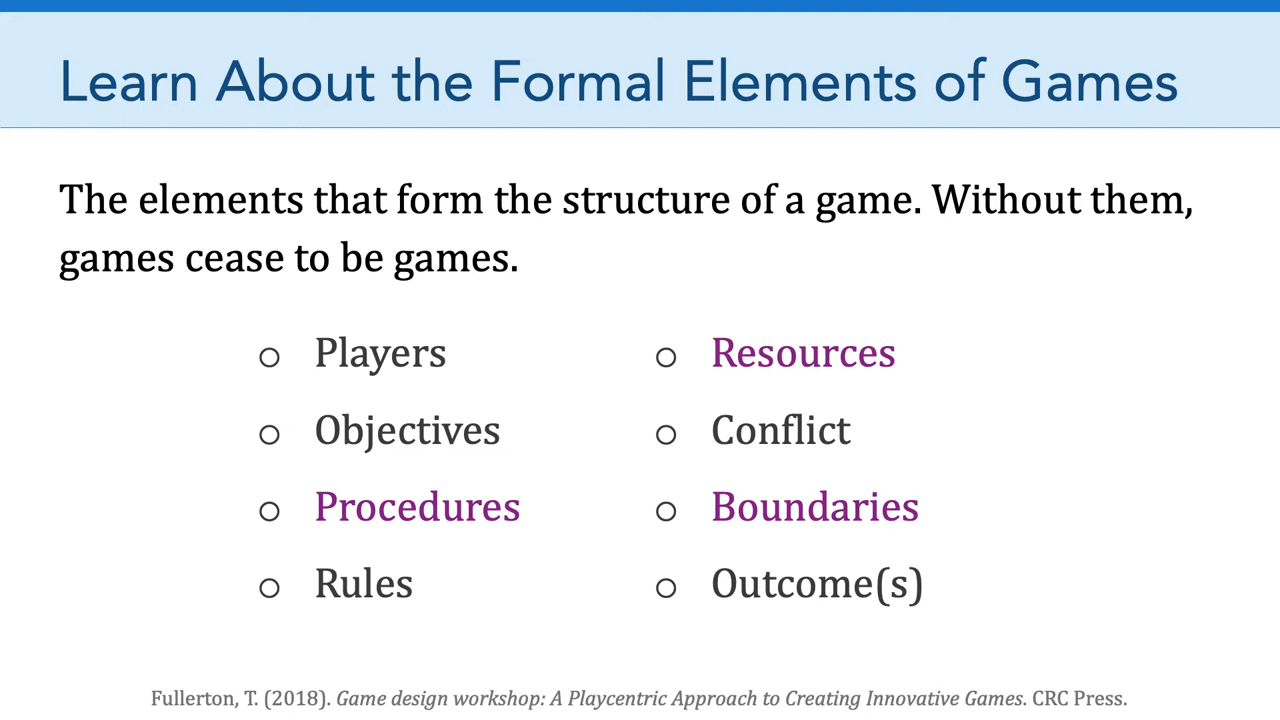 Learn About the Formal Elements of Games
The elements that form the structure of a game. Without them,
games cease to be games.
○ Players
○ Objectives
○ Procedures
○ Rules
○ Resources
○ Conflict
○ Boundaries
○ Outcome(s)
Fullerton, T. (2018). Game design workshop: A Playcentric Approach to Creating Innovative Games. CRC Press.